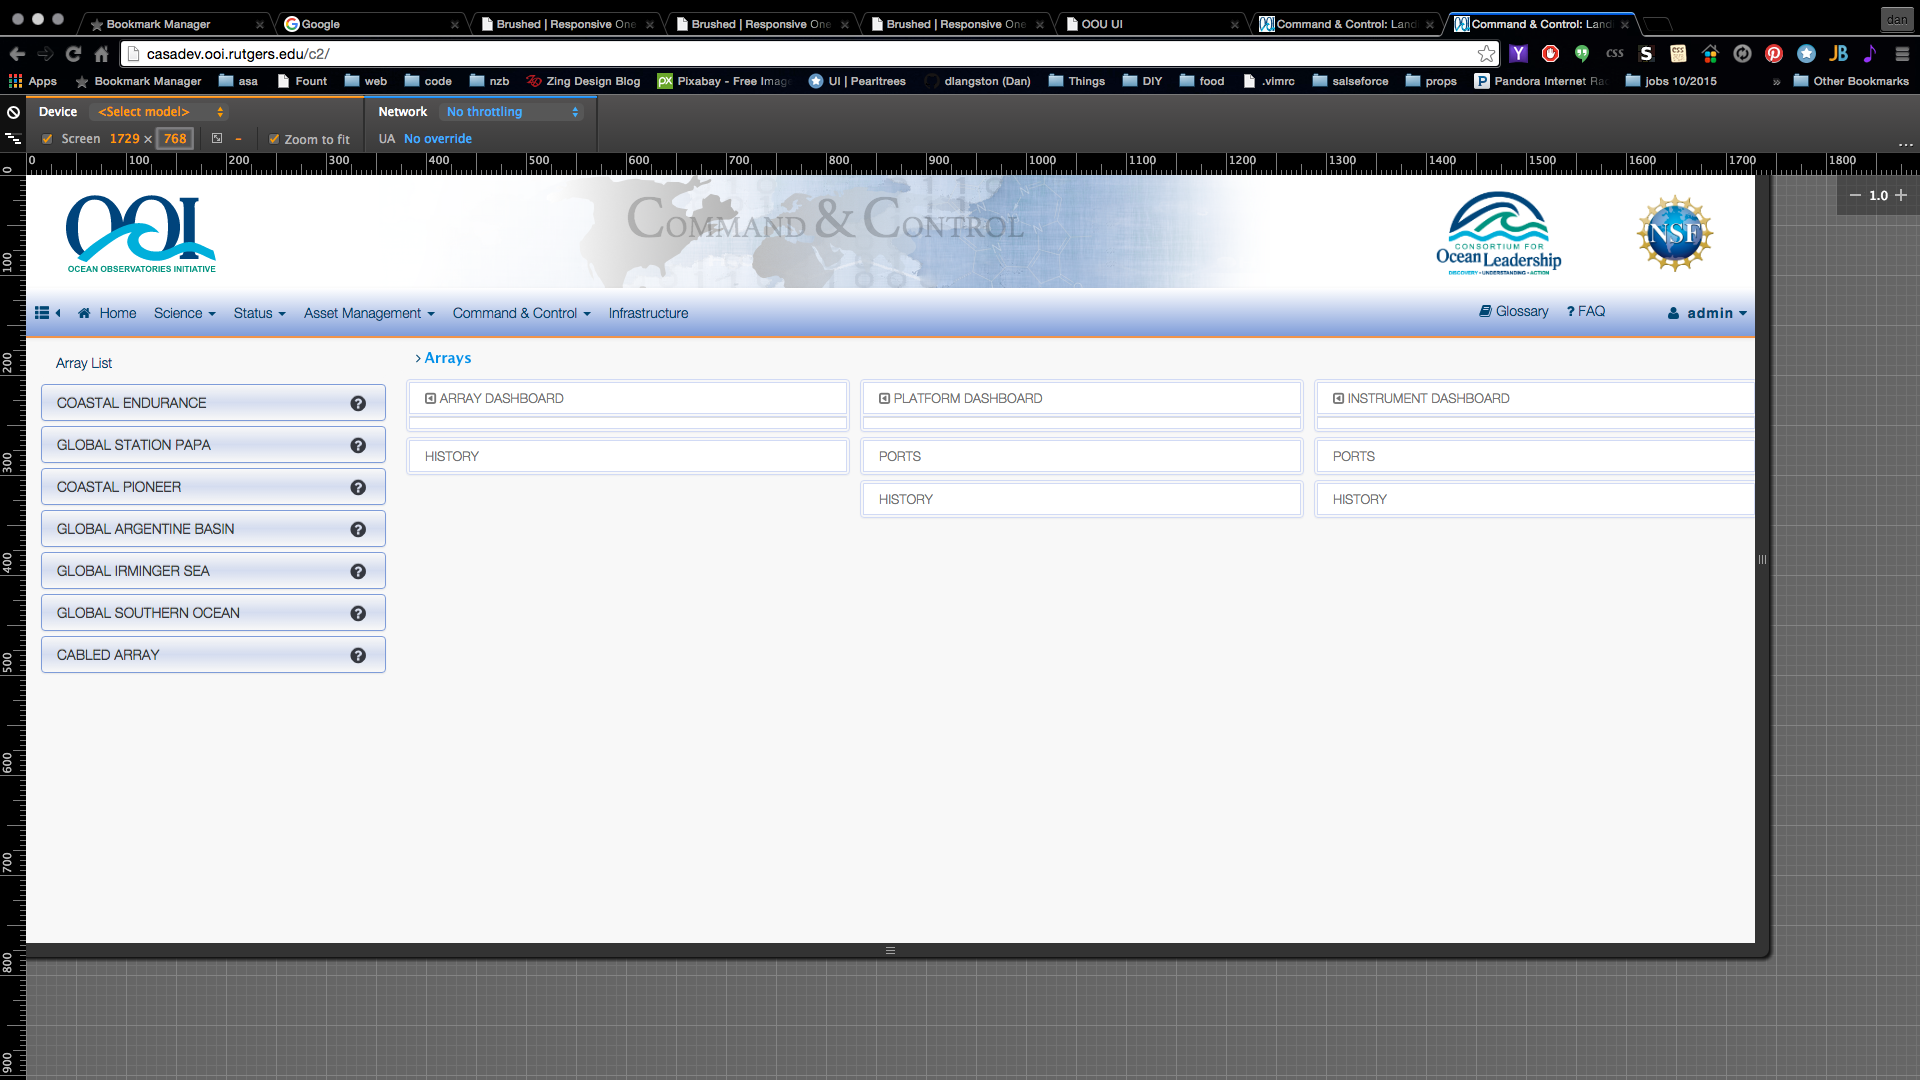 Bookmark Manager
Google
Brushed | Responsive One
Brushed | Responsive One
Brushed | Responsive One
OOU UI
Command & Control: Land
Command & Control: Land
dan
casadev.ooi.rutgers.edu/c2/
Apps
Bookmark Manager
asa
Fount
web
code
nzb
Zing Design Blog
Pixabay - Free Image
UI | Pearltrees
dlangston (Dan)
Things
DIY
food
.vimrc
salseforce
props
Pandora Internet Ra
jobs 10/2015
»
Other Bookmarks
Device <Select model>
Network No throttling
Screen 1729 × 768
Zoom to fit
UA No override
0 100 200 300 400 500 600 700 800 900 1000 1100 1200 1300 1400 1500 1600 1700 1800
0 100 200 300 400 500 600 700 800 900
1.0
OOI
OCEAN OBSERVATORIES INITIATIVE
COMMAND & CONTROL
CONSORTIUM FOR
Ocean Leadership
DISCOVERY • UNDERSTANDING • ACTION
NSF
Home
Science
Status
Asset Management
Command & Control
Infrastructure
Glossary
? FAQ
admin
Array List
COASTAL ENDURANCE
GLOBAL STATION PAPA
COASTAL PIONEER
GLOBAL ARGENTINE BASIN
GLOBAL IRMINGER SEA
GLOBAL SOUTHERN OCEAN
CABLED ARRAY
> Arrays
ARRAY DASHBOARD
HISTORY
PLATFORM DASHBOARD
PORTS
HISTORY
INSTRUMENT DASHBOARD
PORTS
HISTORY